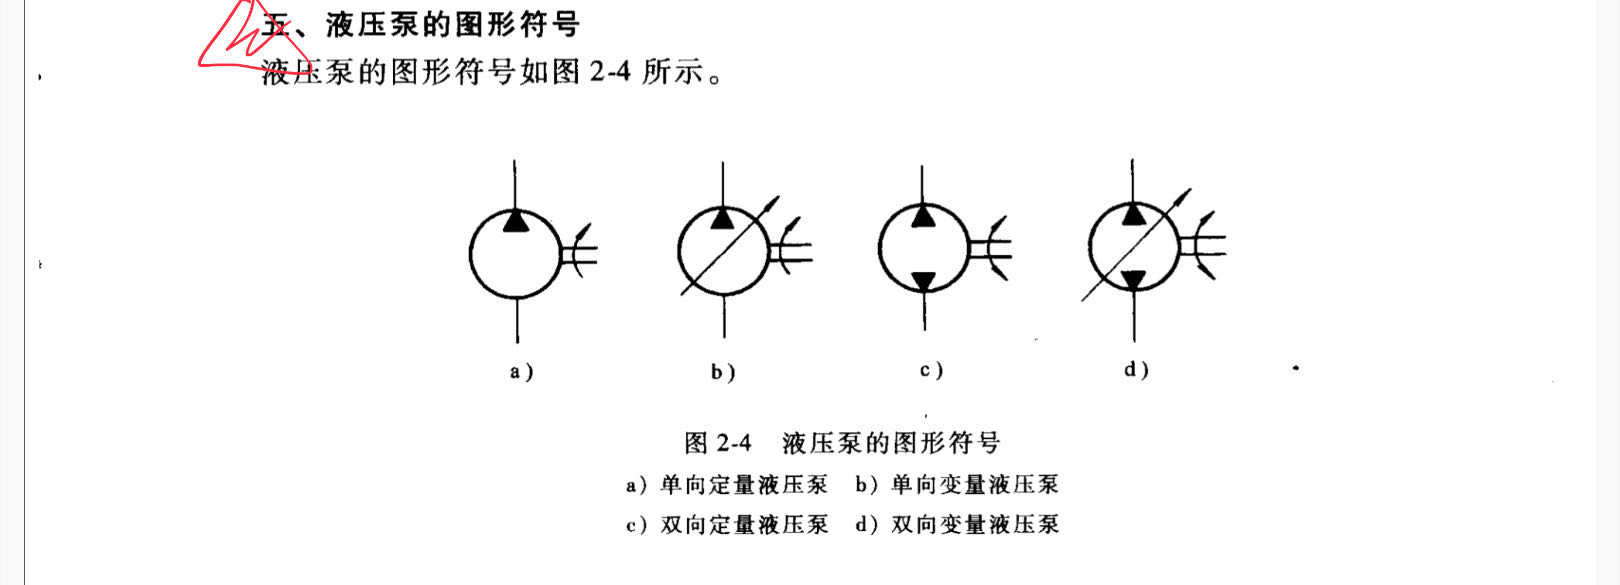 五、液压泵的图形符号
液压泵的图形符号如图 2-4 所示。
a) b) c) d)
图 2-4 液压泵的图形符号
a) 单向定量液压泵 b) 单向变量液压泵
c) 双向定量液压泵 d) 双向变量液压泵